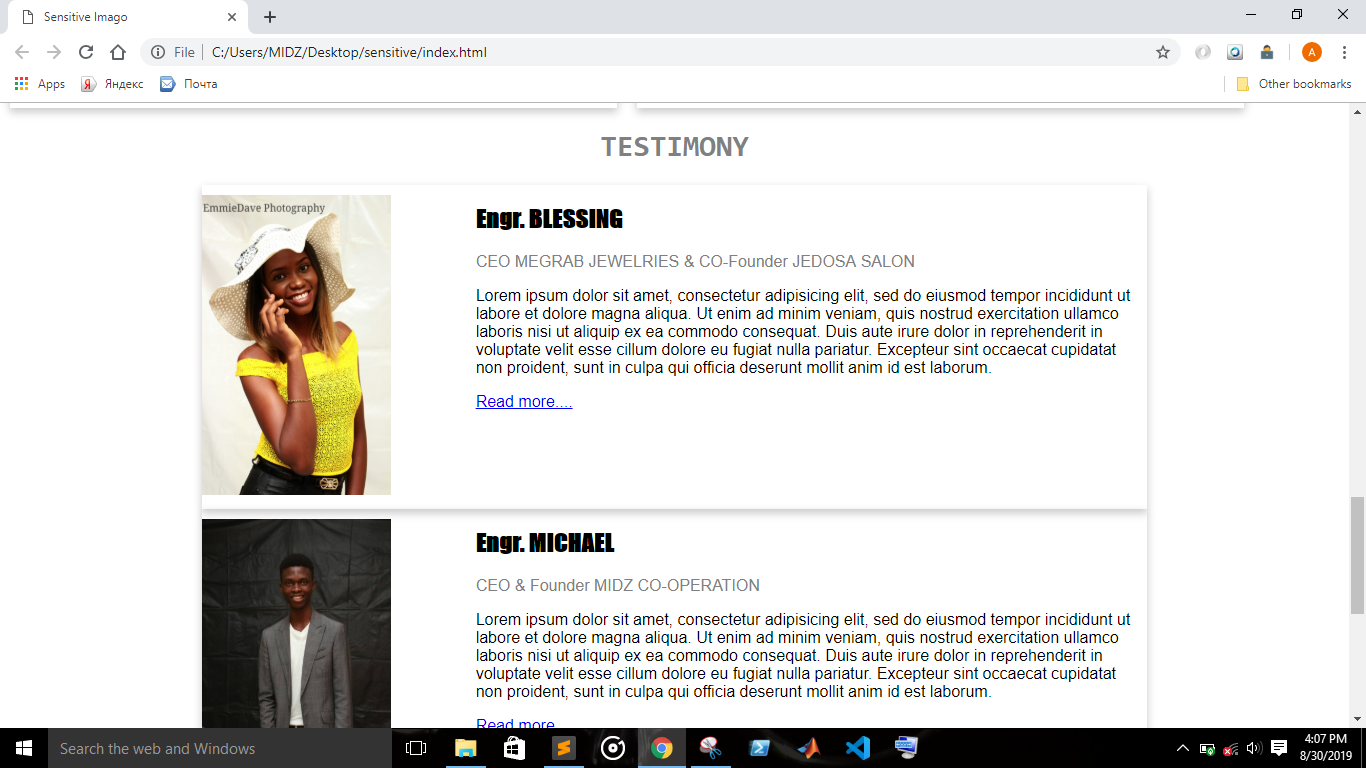 Sensitive Imago
File
C:/Users/MIDZ/Desktop/sensitive/index.html
A
Apps
Яндекс
Почта
Other bookmarks
TESTIMONY
EmmieDave Photography
Engr. BLESSING
CEO MEGRAB JEWELRIES & CO-Founder JEDOSA SALON
Lorem ipsum dolor sit amet, consectetur adipisicing elit, sed do eiusmod tempor incididunt ut
labore et dolore magna aliqua. Ut enim ad minim veniam, quis nostrud exercitation ullamco
laboris nisi ut aliquip ex ea commodo consequat. Duis aute irure dolor in reprehenderit in
voluptate velit esse cillum dolore eu fugiat nulla pariatur. Excepteur sint occaecat cupidatat
non proident, sunt in culpa qui officia deserunt mollit anim id est laborum.
Read more....
Engr. MICHAEL
CEO & Founder MIDZ CO-OPERATION
Lorem ipsum dolor sit amet, consectetur adipisicing elit, sed do eiusmod tempor incididunt ut
labore et dolore magna aliqua. Ut enim ad minim veniam, quis nostrud exercitation ullamco
laboris nisi ut aliquip ex ea commodo consequat. Duis aute irure dolor in reprehenderit in
voluptate velit esse cillum dolore eu fugiat nulla pariatur. Excepteur sint occaecat cupidatat
non proident, sunt in culpa qui officia deserunt mollit anim id est laborum.
Read more
Search the web and Windows
4:07 PM
8/30/2019